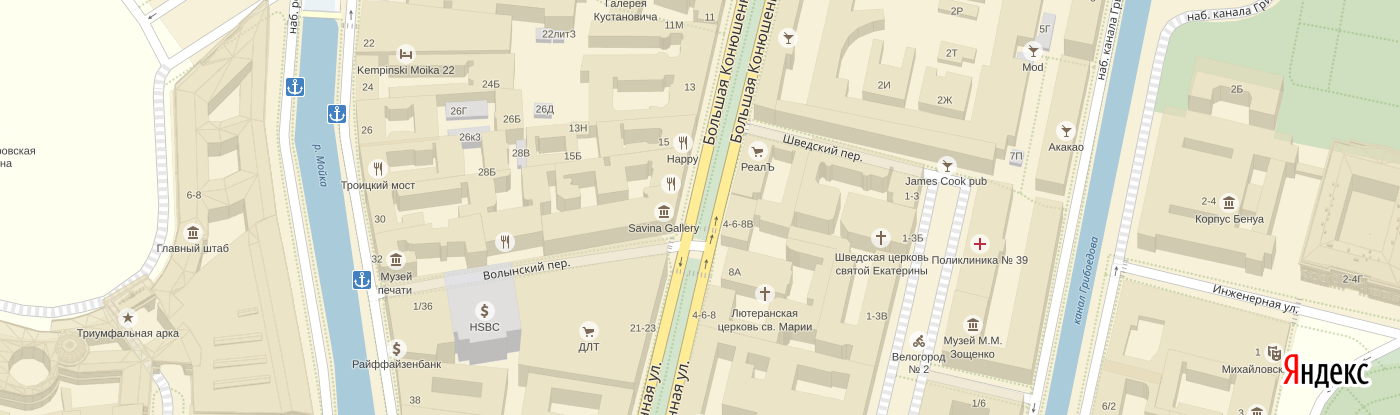 Галерея
Кустановича
11М
11
22
22лит3
Kempinski Moika 22
24
24Б
26Г
26Д
26
26Б
26к3
13Н
28В
15Б
28Б
13
15
Happy
Троицкий мост
30
Savina Gallery
32
Музей
печати
Волынский пер.
1/36
HSBC
Райффайзенбанк
38
ДЛТ
21-23
4-6-8
4-6-8В
8А
р. Мойка
6-8
Главный штаб
Триумфальная арка
Большая
Большая
Шведский пер.
РеалЪ
2Р
2Т
2И
2Ж
5Г
Mod
Акакао
7П
James Cook pub
1-3
1-3Б
Шведская церковь
святой Екатерины
Поликлиника № 39
Лютеранская
церковь св. Марии
1-3В
Велогород
№ 2
Музей М.М.
Зощенко
1/6
6/2
канал Грибоедова
наб. канала
наб. канала
2Б
2-4
Корпус Бенуа
2-4Г
Инженерная ул.
1
Яндекс